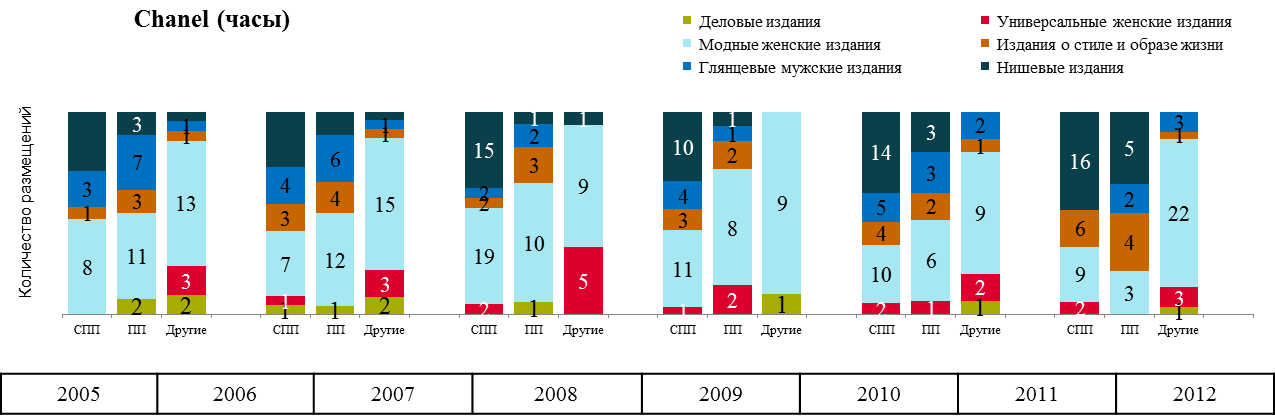 Chanel (часы)
Деловые издания
Универсальные женские издания
Модные женские издания
Издания о стиле и образе жизни
Глянцевые мужские издания
Нишевые издания
Количество размещений
3 1 8
3 7 3 11 2
1 1 13 3 2
4 3 7 1 1
6 4 12 1
1 1 15 3 2
15 2 2 19 2
1 2 3 10 1
1 9 5
10 4 3 11 1
1 1 2 8 2
9 1
14 5 4 10 2
3 3 2 6 1
2 1 9 2 1
16 6 9 2
5 2 4 3
3 1 22 3 1
СПП ПП Другие СПП ПП Другие СПП ПП Другие СПП ПП Другие СПП ПП Другие СПП ПП Другие
2005 2006 2007 2008 2009 2010 2011 2012